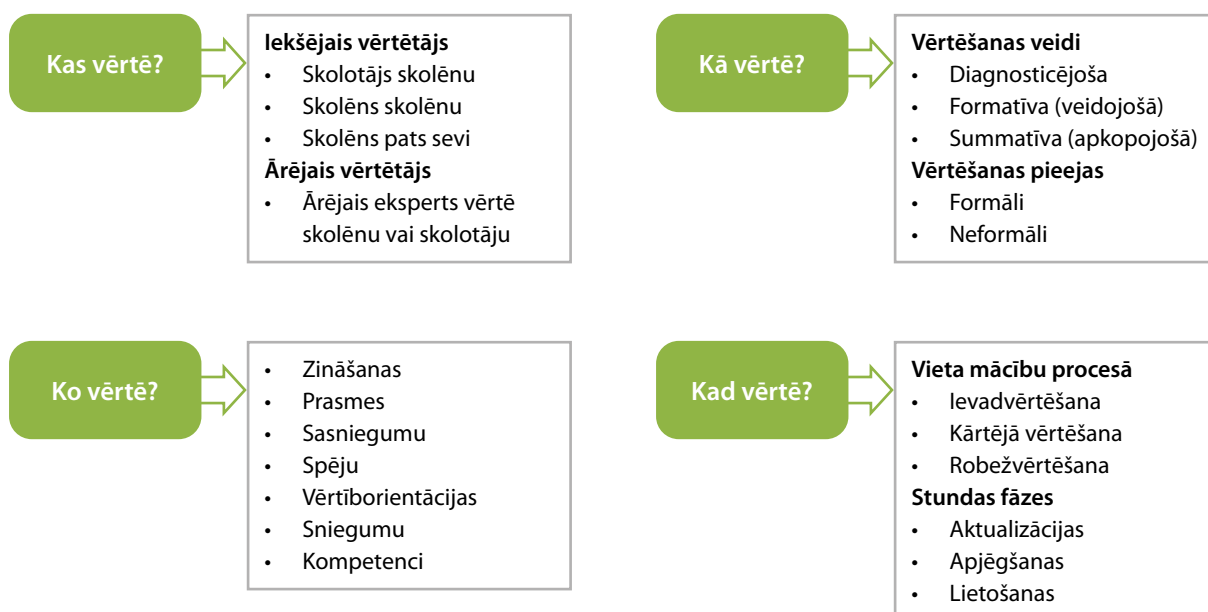 Kas vērtē?
Iekšējais vērtētājs
• Skolotājs skolēnu
• Skolēns skolēnu
• Skolēns pats sevi
Ārējais vērtētājs
• Ārējais eksperts vērtē
skolēnu vai skolotāju
Kā vērtē?
Vērtēšanas veidi
• Diagnosticējoša
• Formatīva (veidojošā)
• Summatīva (apkopojošā)
Vērtēšanas pieejas
• Formāli
• Neformāli
Ko vērtē?
• Zināšanas
• Prasmes
• Sasniegumu
• Spēju
• Vērtīborientācijas
• Sniegumu
• Kompetenci
Kad vērtē?
Vieta mācību procesā
• Ievadvērtēšana
• Kārtējā vērtēšana
• Robežvērtēšana
Stundas fāzes
• Aktualizācijas
• Apjēgšanas
• Lietošanas